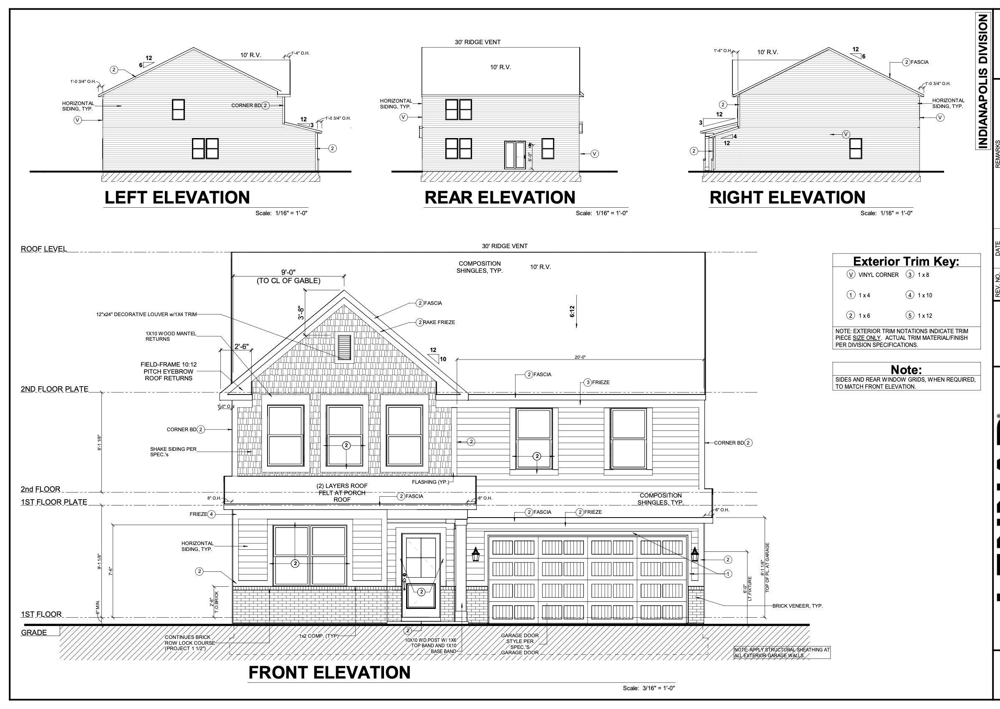 30' RIDGE VENT
10' R.V.
12
6
2
1'-4" O.H.
1'-0 3/4" O.H.
HORIZONTAL
SIDING, TYP.
V
CORNER BD 2
12
3
1'-0 3/4" O.H.
2
LEFT ELEVATION
Scale: 1/16" = 1'-0"
10' R.V.
HORIZONTAL
SIDING, TYP.
V
6'-0"
V
REAR ELEVATION
Scale: 1/16" = 1'-0"
1'-4" O.H.
10' R.V.
12
6
2 FASCIA
1'-0 3/4" O.H.
HORIZONTAL
SIDING, TYP.
2
12
3
V
V
4
12
2
RIGHT ELEVATION
Scale: 1/16" = 1'-0"
INDIANAPOLIS DIVISION
REMARKS
DATE
REV. NO.
ROOF LEVEL
30' RIDGE VENT
COMPOSITION
SHINGLES, TYP.
10' R.V.
9'-0"
(TO CL OF GABLE)
3'-8"
2 FASCIA
6:12
12"x24" DECORATIVE LOUVER w/1X4 TRIM
2 RAKE FRIEZE
1X10 WOOD MANTEL
RETURNS
2'-6"
12
10
20'-0"
FIELD-FRAME 10:12
PITCH EYEBROW
ROOF RETURNS
2 FASCIA
3 FRIEZE
2ND FLOOR PLATE
1'-0" O.H
CORNER BD 2
8'-1 1/8"
2
2
2
CORNER BD 2
SHAKE SIDING PER
SPEC.'s
FLASHING (YP.)
2nd FLOOR
(2) LAYERS ROOF
FELT AT PORCH
ROOF
8" O.H.
2 FASCIA
8" O.H.
COMPOSITION
SHINGLES, TYP.
1ST FLOOR PLATE
FRIEZE 4
2 FASCIA
2 FRIEZE
8" O.H.
HORIZONTAL
SIDING, TYP.
9'-1 1/8"
7'-6"
2
2
2
2
1
8'-1 1/8"
TOP OF PL. AT GARAGE
6'-0"
LT.FIXTURE
2'-6"
T.O.BRICK
8" MIN.
BRICK VENEER, TYP.
1ST FLOOR
GRADE
CONTINUES BRICK
ROW LOCK COURSE
(PROJECT 1 1/2")
1x2 COMP. (TYP)
2
10X10 WD.POST W/ 1X6
TOP BAND AND 1X10
BASE BAND
GARAGE DOOR
STYLE PER
SPEC.'S
GARAGE DOOR
NOTE: APPLY STRUCTURAL SHEATHING AT
ALL EXTERIOR GARAGE WALLS.
FRONT ELEVATION
Scale: 3/16" = 1'-0"
Exterior Trim Key:
V VINYL CORNER 3 1 x 8
1 1 x 4 4 1 x 10
2 1 x 6 5 1 x 12
NOTE: EXTERIOR TRIM NOTATIONS INDICATE TRIM
PIECE SIZE ONLY. ACTUAL TRIM MATERIAL/FINISH
PER DIVISION SPECIFICATIONS.
Note:
SIDES AND REAR WINDOW GRIDS, WHEN REQUIRED,
TO MATCH FRONT ELEVATION.